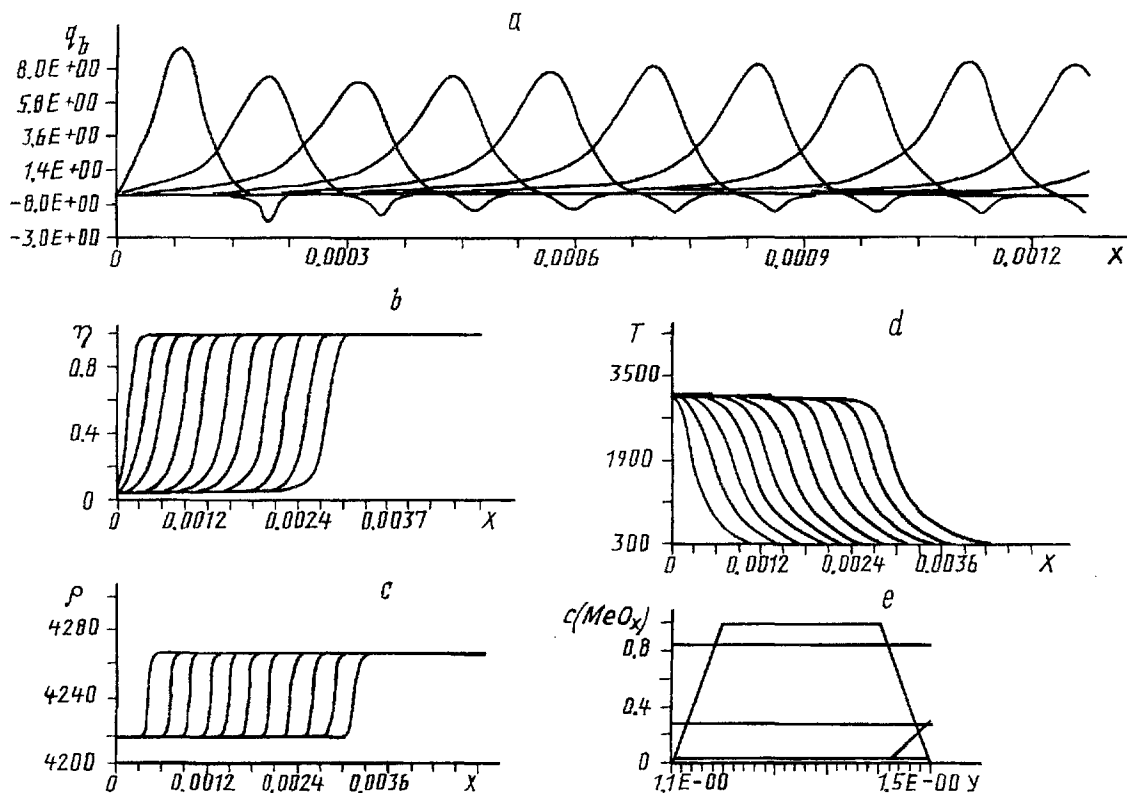 a
q_b
8.0E+00
5.8E+00
3.6E+00
1.4E+00
-8.0E+00
-3.0E+00
0 0.0003 0.0006 0.0009 0.0012 X
b
η
0.8
0.4
0
0 0.0012 0.0024 0.0037 X
d
T
3500
1900
300
0 0.0012 0.0024 0.0036 X
c
ρ
4280
4240
4200
0 0.0012 0.0024 0.0036 X
e
c(MeOₓ)
0.8
0.4
0
1.1E-00 1.5E-00 Y